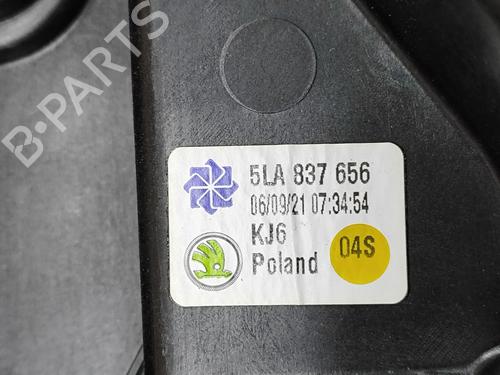 B-PARTS
5LA 837 656
06/09/21 07:34:54
KJ6
Poland
04S